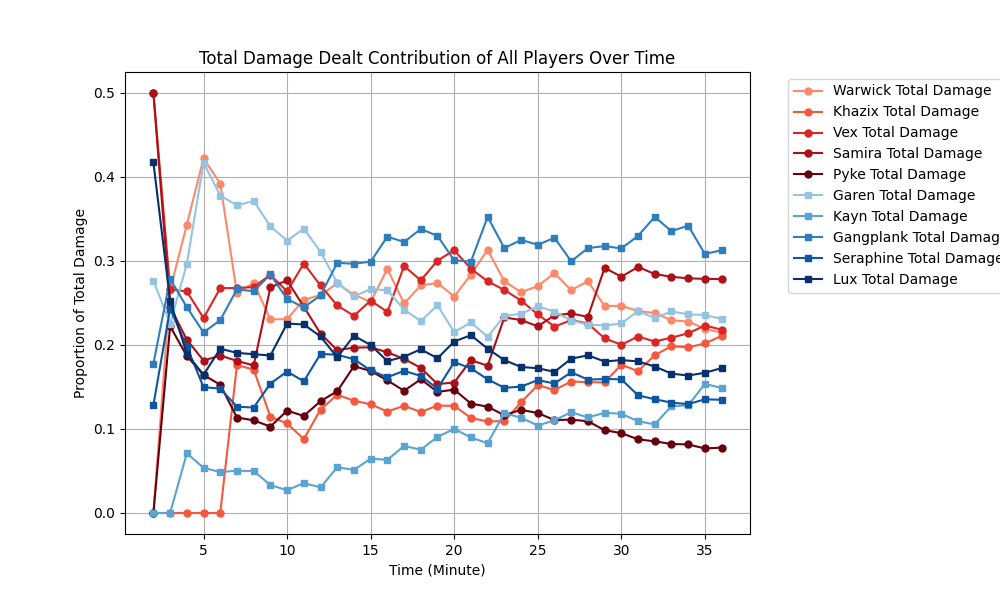 Total Damage Dealt Contribution of All Players Over Time
Proportion of Total Damage
0.5
0.4
0.3
0.2
0.1
0.0
5
10
15
20
25
30
35
Time (Minute)
Warwick Total Damage
Khazix Total Damage
Vex Total Damage
Samira Total Damage
Pyke Total Damage
Garen Total Damage
Kayn Total Damage
Gangplank Total Damag
Seraphine Total Damage
Lux Total Damage